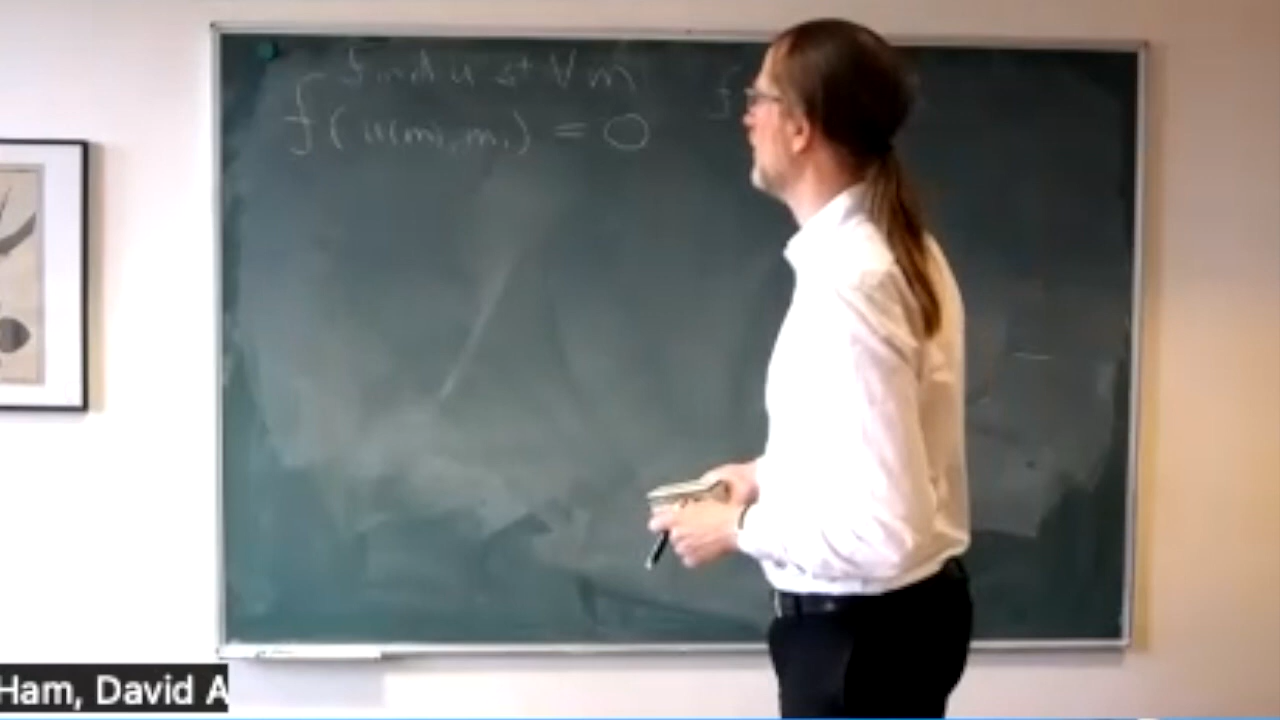 find u st ∀ m
f(u(m), m) = 0
f
Ham, David A